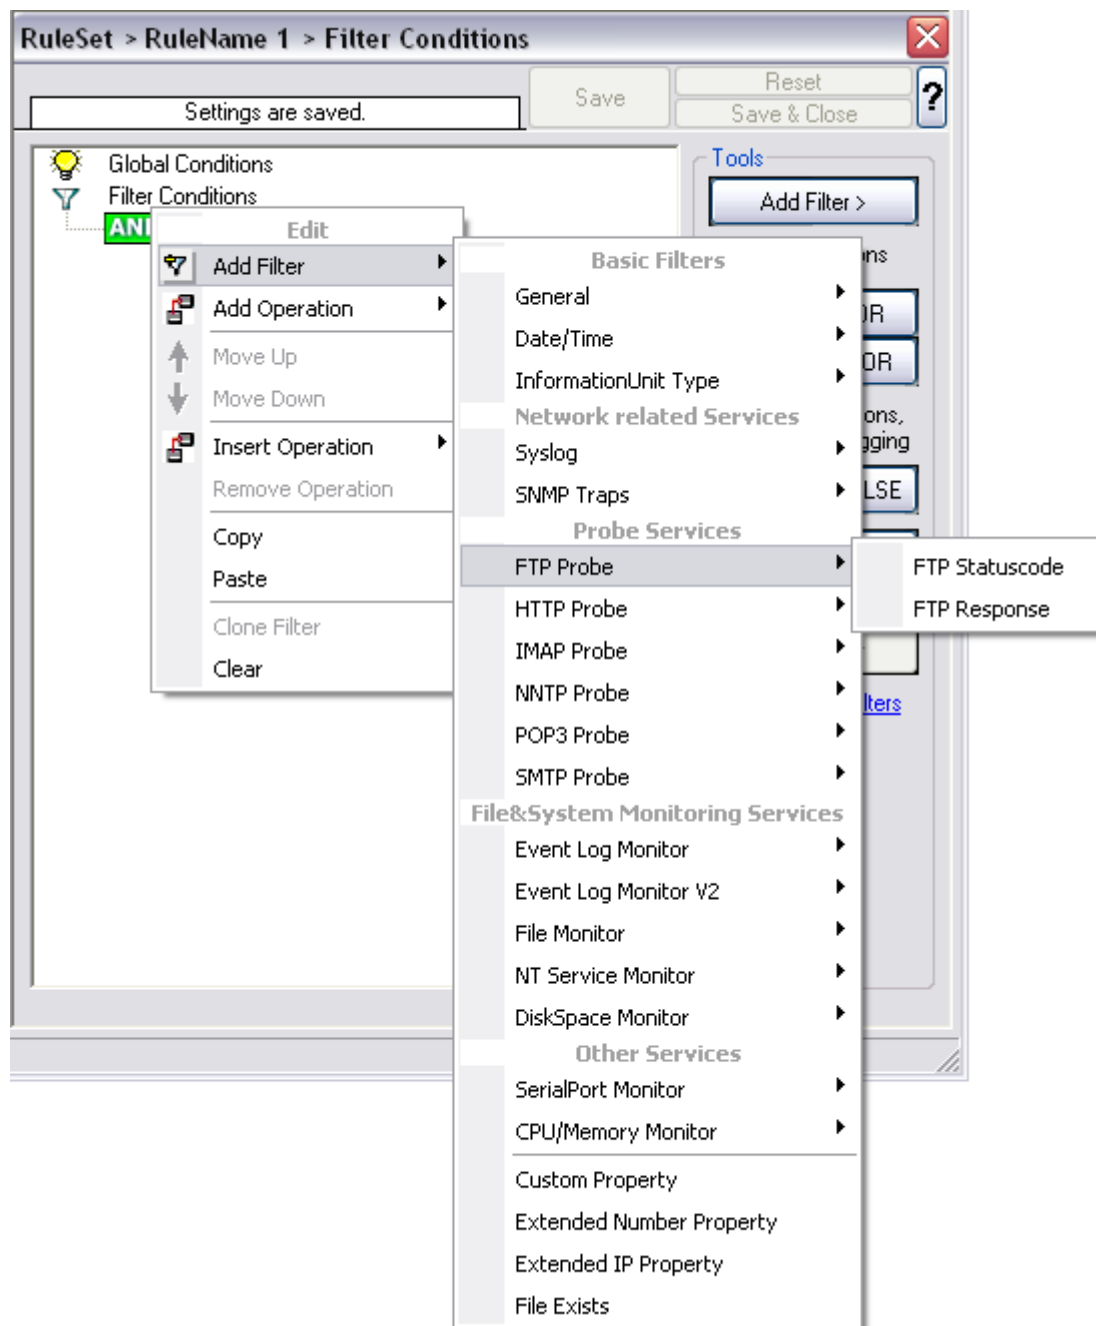 RuleSet > RuleName 1 > Filter Conditions
Settings are saved.
Save
Reset
Save & Close
?
Global Conditions
Filter Conditions
Tools
Add Filter >
Edit
Add Filter
Add Operation
Move Up
Move Down
Insert Operation
Remove Operation
Copy
Paste
Clone Filter
Clear
Basic Filters
General
Date/Time
InformationUnit Type
Network related Services
Syslog
SNMP Traps
Probe Services
FTP Probe
HTTP Probe
IMAP Probe
NNTP Probe
POP3 Probe
SMTP Probe
File&System Monitoring Services
Event Log Monitor
Event Log Monitor V2
File Monitor
NT Service Monitor
DiskSpace Monitor
Other Services
SerialPort Monitor
CPU/Memory Monitor
Custom Property
Extended Number Property
Extended IP Property
File Exists
FTP Statuscode
FTP Response